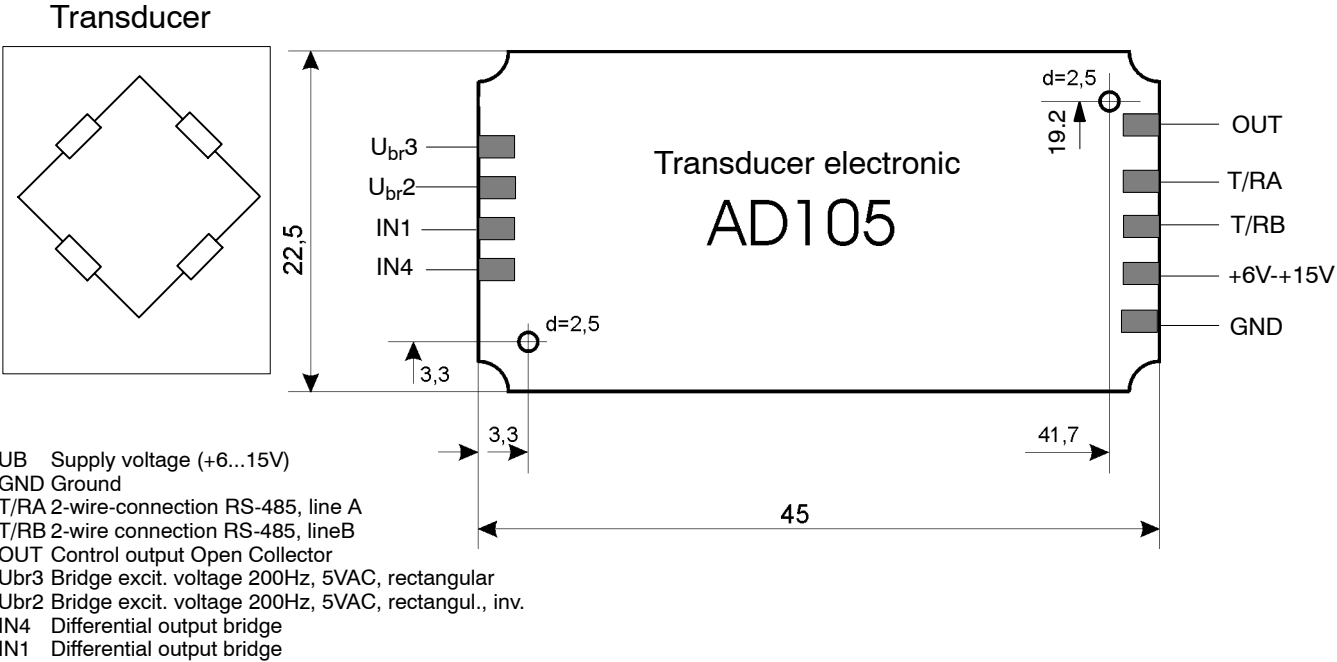 Transducer
d=2,5
19.2
OUT
T/RA
T/RB
+6V-+15V
GND
Ubr3
Ubr2
IN1
IN4
Transducer electronic
AD105
22,5
d=2,5
3,3
3,3
41,7
45
UB Supply voltage (+6...15V)
GND Ground
T/RA 2-wire-connection RS-485, line A
T/RB 2-wire connection RS-485, lineB
OUT Control output Open Collector
Ubr3 Bridge excit. voltage 200Hz, 5VAC, rectangular
Ubr2 Bridge excit. voltage 200Hz, 5VAC, rectangul., inv.
IN4 Differential output bridge
IN1 Differential output bridge